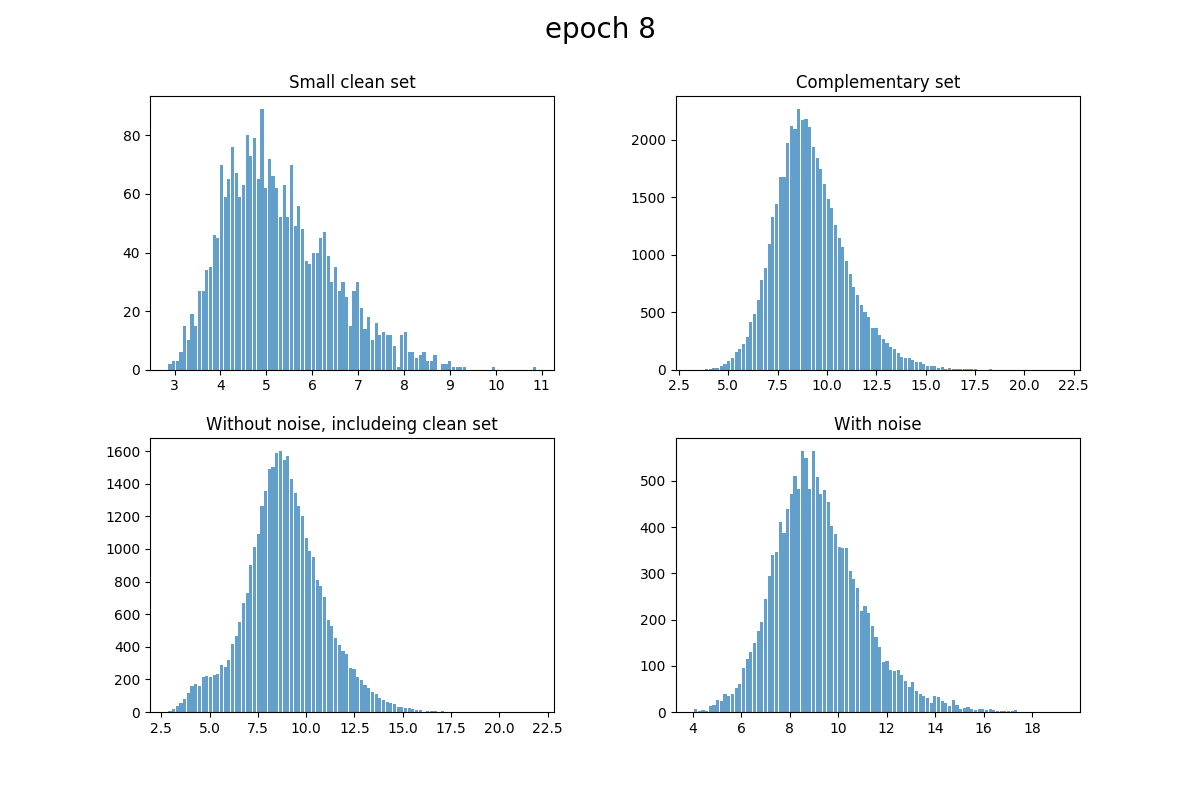 epoch 8
Small clean set
80
60
40
20
0
3 4 5 6 7 8 9 10 11
Complementary set
2000
1500
1000
500
0
2.5 5.0 7.5 10.0 12.5 15.0 17.5 20.0 22.5
Without noise, includeing clean set
1600
1400
1200
1000
800
600
400
200
0
2.5 5.0 7.5 10.0 12.5 15.0 17.5 20.0 22.5
With noise
500
400
300
200
100
0
4 6 8 10 12 14 16 18